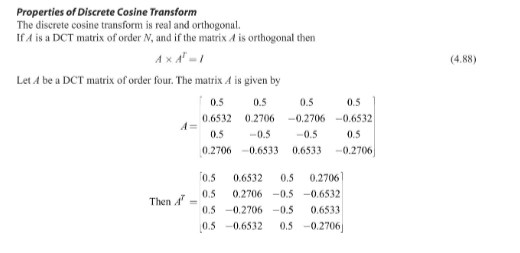 Properties of Discrete Cosine Transform
The discrete cosine transform is real and orthogonal.
If A is a DCT matrix of order N, and if the matrix A is orthogonal then
A × Aᵀ = I (4.88)
Let A be a DCT matrix of order four. The matrix A is given by
0.5 0.5 0.5 0.5
0.6532 0.2706 −0.2706 −0.6532
A =
0.5 −0.5 −0.5 0.5
0.2706 −0.6533 0.6533 −0.2706
0.5 0.6532 0.5 0.2706
0.5 0.2706 −0.5 −0.6532
Then Aᵀ =
0.5 −0.2706 −0.5 0.6533
0.5 −0.6532 0.5 −0.2706